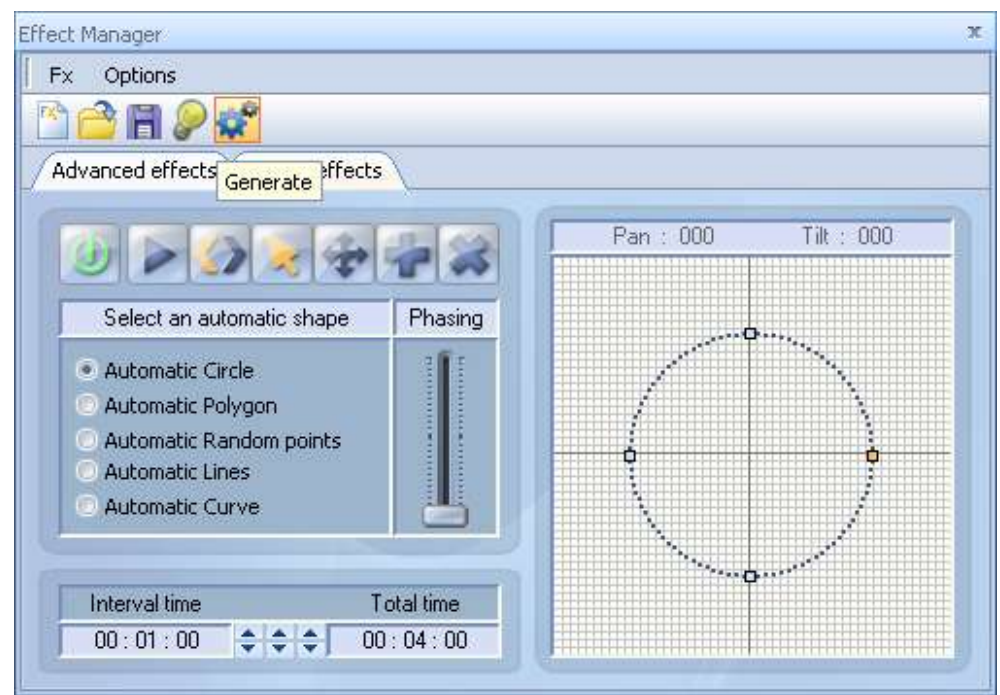 Effect Manager
Fx Options
Advanced effects effects
Generate
Pan : 000 Tilt : 000
Select an automatic shape Phasing
Automatic Circle
Automatic Polygon
Automatic Random points
Automatic Lines
Automatic Curve
Interval time Total time
00 : 01 : 00 00 : 04 : 00